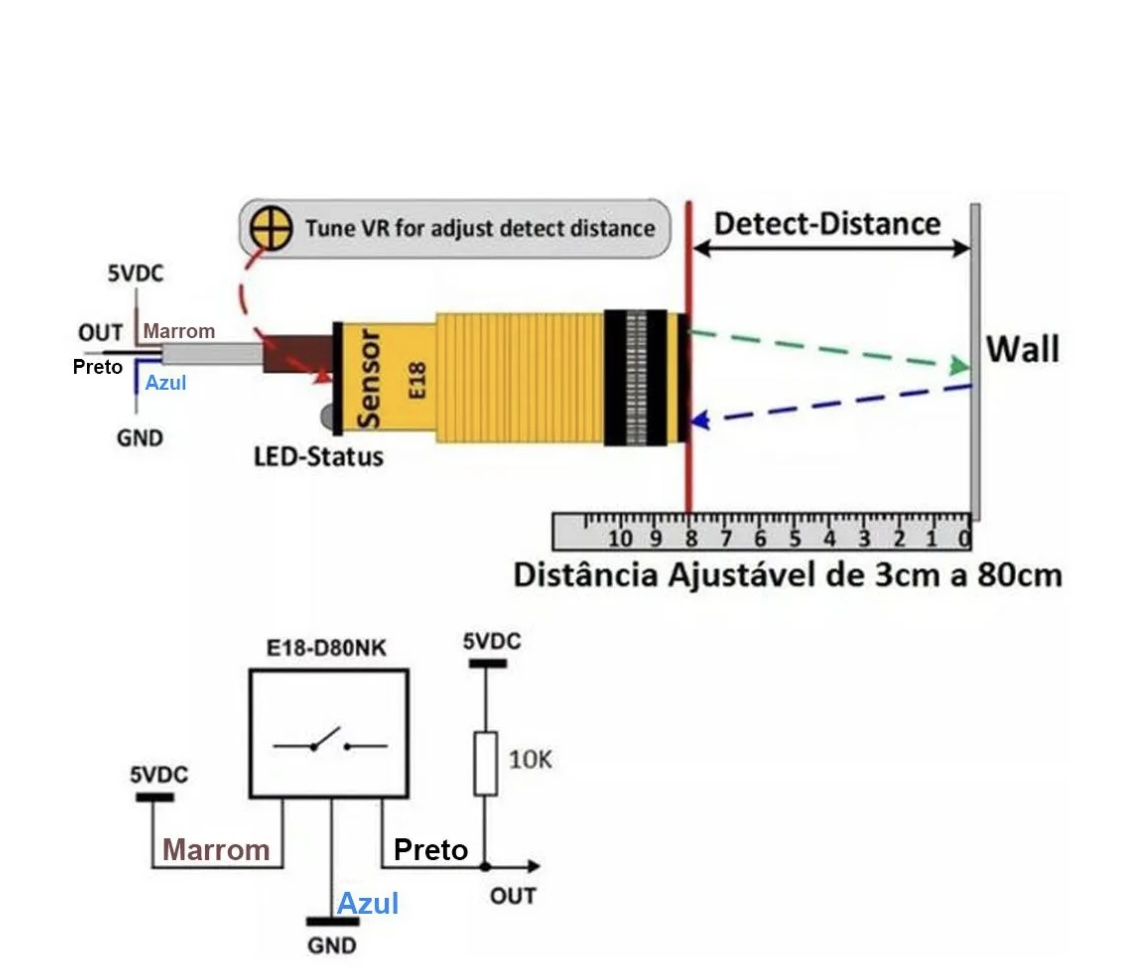 Tune VR for adjust detect distance
Detect-Distance
5VDC
OUT
Marrom
Preto
Azul
GND
Sensor
E18
LED-Status
Wall
10 9 8 7 6 5 4 3 2 1 0
Distância Ajustável de 3cm a 80cm
E18-D80NK
5VDC
10K
5VDC
Marrom
Preto
OUT
Azul
GND